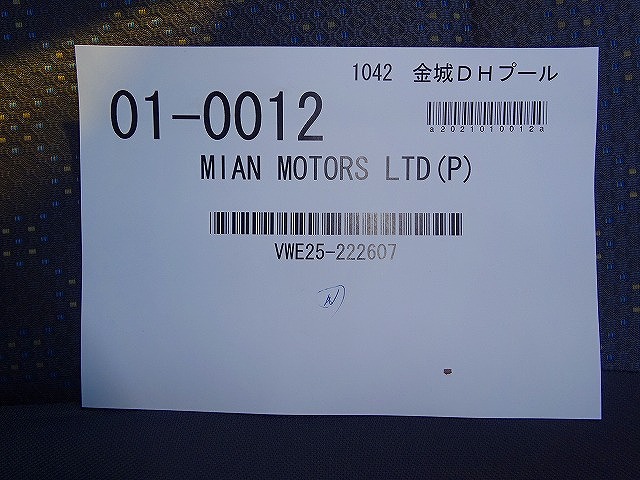 1042 金城DHプール
01-0012
a2021010012a
MIAN MOTORS LTD(P)
VWE25-222607